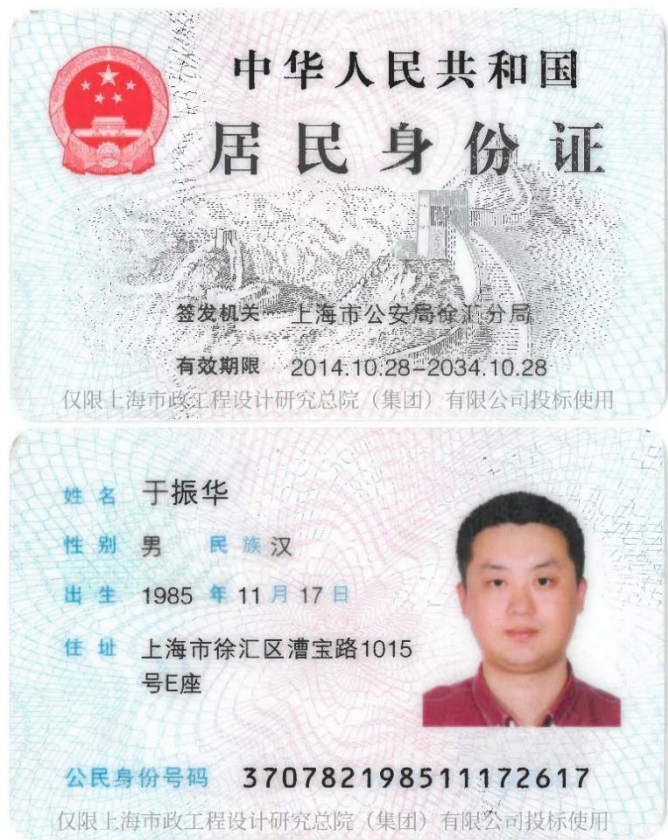 中华人民共和国
居民身份证
签发机关 上海市公安局徐汇分局
有效期限 2014.10.28-2034.10.28
仅限上海市政工程设计研究总院（集团）有限公司投标使用
姓名 于振华
性别 男 民族 汉
出生 1985 年 11 月 17 日
住址 上海市徐汇区漕宝路1015
号E座
公民身份号码 370782198511172617
仅限上海市政工程设计研究总院（集团）有限公司投标使用